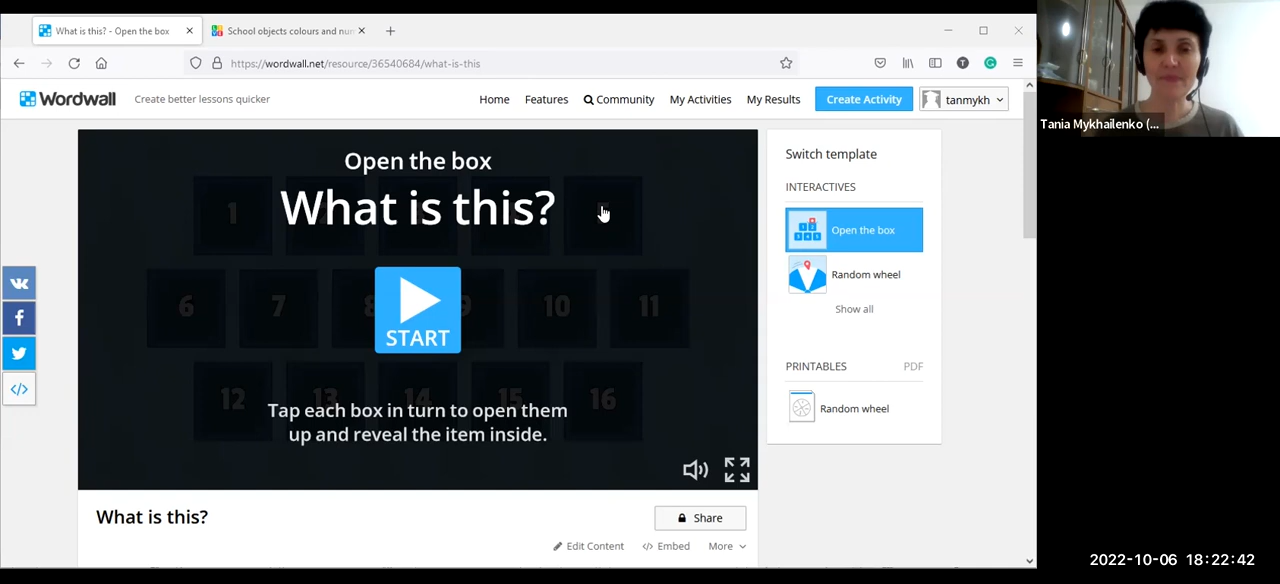 What is this? - Open the box
School objects colours and nun
https://wordwall.net/resource/36540684/what-is-this
Wordwall
Create better lessons quicker
Home
Features
Community
My Activities
My Results
Create Activity
tanmykh
Tania Mykhailenko (...
Open the box
What is this?
1
6 7 8 9 10 11
12 13 14 15 16
START
Tap each box in turn to open them
up and reveal the item inside.
Switch template
INTERACTIVES
Open the box
Random wheel
Show all
PRINTABLES PDF
Random wheel
What is this?
Share
Edit Content
Embed
More
2022-10-06 18:22:42